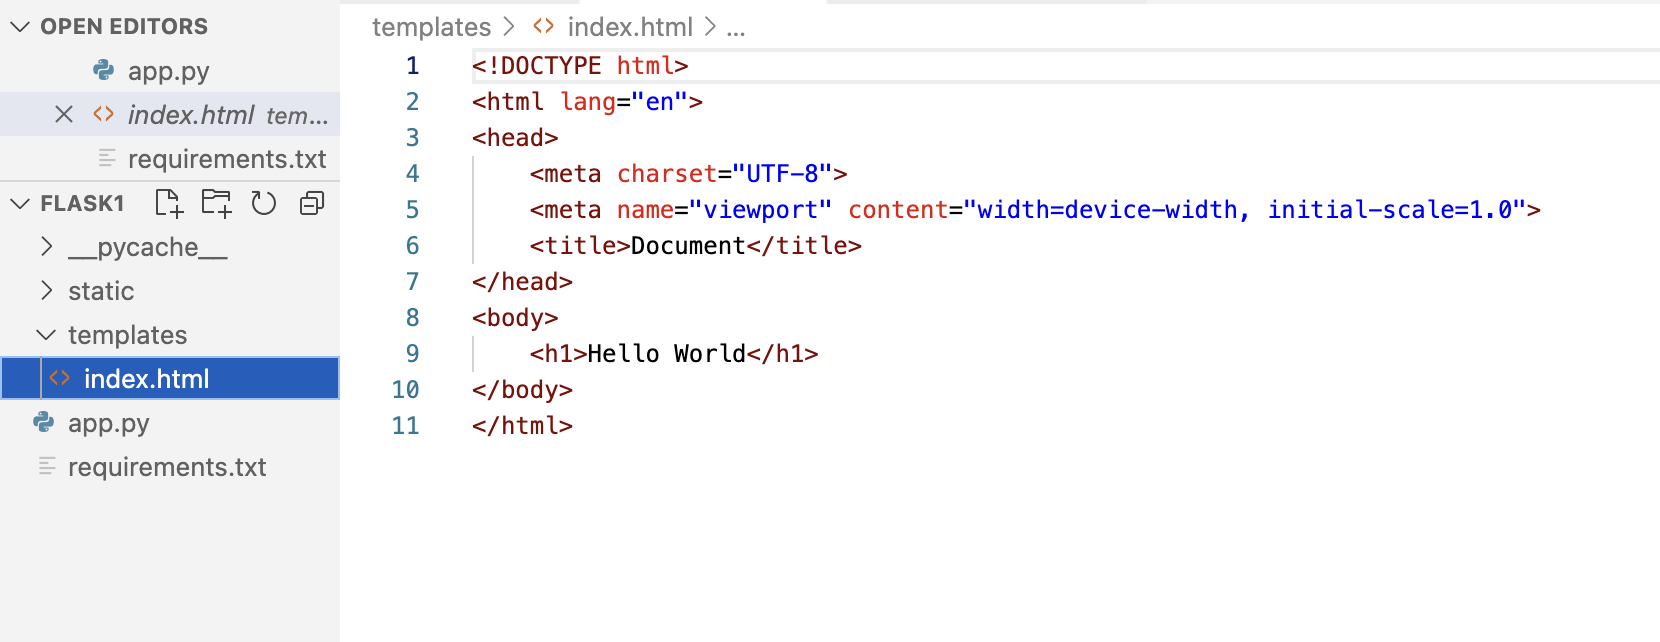 OPEN EDITORS
app.py
index.html tem...
requirements.txt
FLASK1
__pycache__
static
templates
index.html
app.py
requirements.txt
templates > <> index.html > ...
1 <!DOCTYPE html>
2 <html lang="en">
3 <head>
4     <meta charset="UTF-8">
5     <meta name="viewport" content="width=device-width, initial-scale=1.0">
6     <title>Document</title>
7 </head>
8 <body>
9     <h1>Hello World</h1>
10 </body>
11 </html>